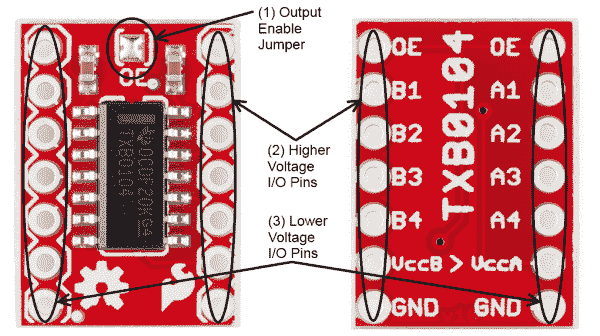 (1) Output
Enable
Jumper
(2) Higher
Voltage
I/O Pins
(3) Lower
Voltage
I/O Pins
OE
TXB0104
OE OE
B1 A1
B2 A2
B3 A3
B4 A4
VccB > VccA
GND GND
TXB0104